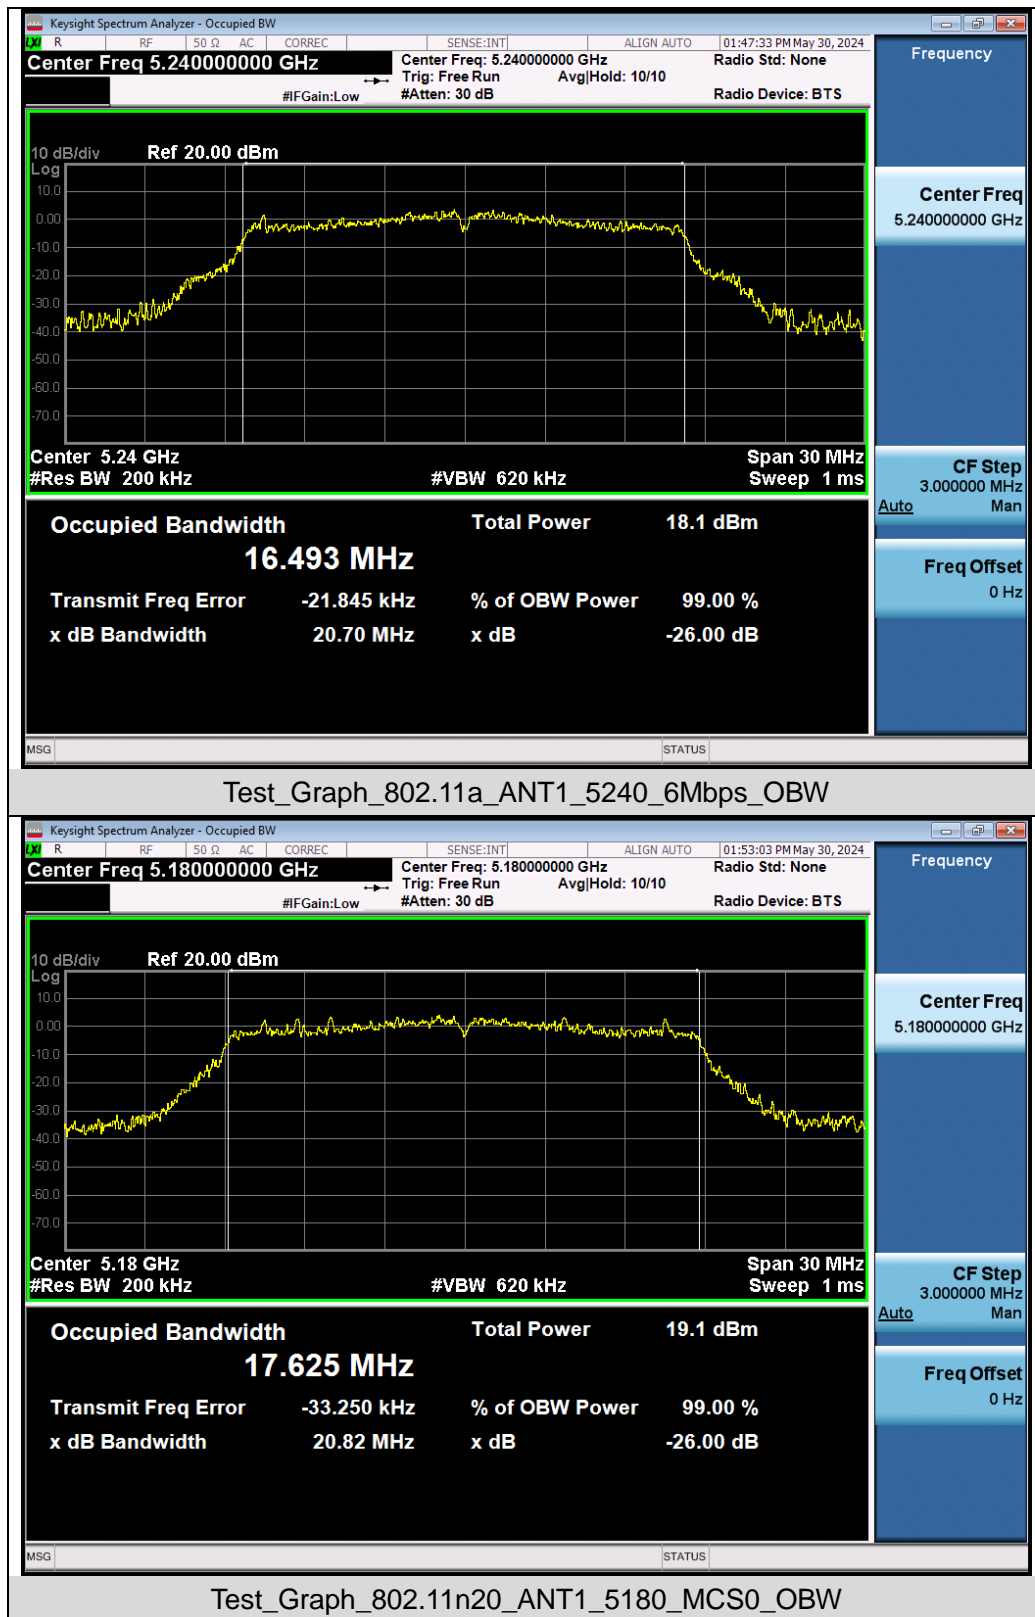 Keysight Spectrum Analyzer - Occupied BW
LXI R RF 50 Ω AC CORREC SENSE:INT ALIGN AUTO 01:47:33 PM May 30, 2024
Center Freq 5.240000000 GHz
Center Freq: 5.240000000 GHz
Radio Std: None
Trig: Free Run Avg|Hold: 10/10
#IFGain:Low
#Atten: 30 dB
Radio Device: BTS
10 dB/div Ref 20.00 dBm
Log
10.0
0.00
-10.0
-20.0
-30.0
-40.0
-50.0
-60.0
-70.0
Center 5.24 GHz Span 30 MHz
#Res BW 200 kHz #VBW 620 kHz Sweep 1 ms
Occupied Bandwidth Total Power 18.1 dBm
16.493 MHz
Transmit Freq Error -21.845 kHz % of OBW Power 99.00 %
x dB Bandwidth 20.70 MHz x dB -26.00 dB
MSG STATUS
Frequency
Center Freq
5.240000000 GHz
CF Step
3.000000 MHz
Auto Man
Freq Offset
0 Hz
Test_Graph_802.11a_ANT1_5240_6Mbps_OBW
Keysight Spectrum Analyzer - Occupied BW
LXI R RF 50 Ω AC CORREC SENSE:INT ALIGN AUTO 01:53:03 PM May 30, 2024
Center Freq 5.180000000 GHz
Center Freq: 5.180000000 GHz
Radio Std: None
Trig: Free Run Avg|Hold: 10/10
#IFGain:Low
#Atten: 30 dB
Radio Device: BTS
10 dB/div Ref 20.00 dBm
Log
10.0
0.00
-10.0
-20.0
-30.0
-40.0
-50.0
-60.0
-70.0
Center 5.18 GHz Span 30 MHz
#Res BW 200 kHz #VBW 620 kHz Sweep 1 ms
Occupied Bandwidth Total Power 19.1 dBm
17.625 MHz
Transmit Freq Error -33.250 kHz % of OBW Power 99.00 %
x dB Bandwidth 20.82 MHz x dB -26.00 dB
MSG STATUS
Frequency
Center Freq
5.180000000 GHz
CF Step
3.000000 MHz
Auto Man
Freq Offset
0 Hz
Test_Graph_802.11n20_ANT1_5180_MCS0_OBW